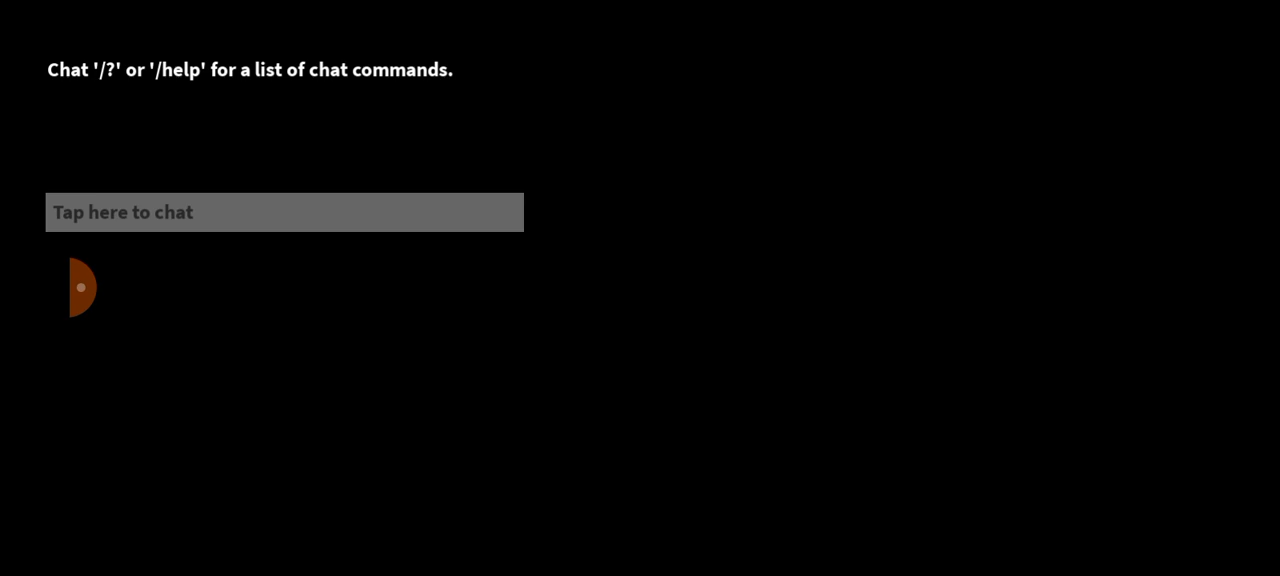 Chat '/?' or '/help' for a list of chat commands.
Tap here to chat